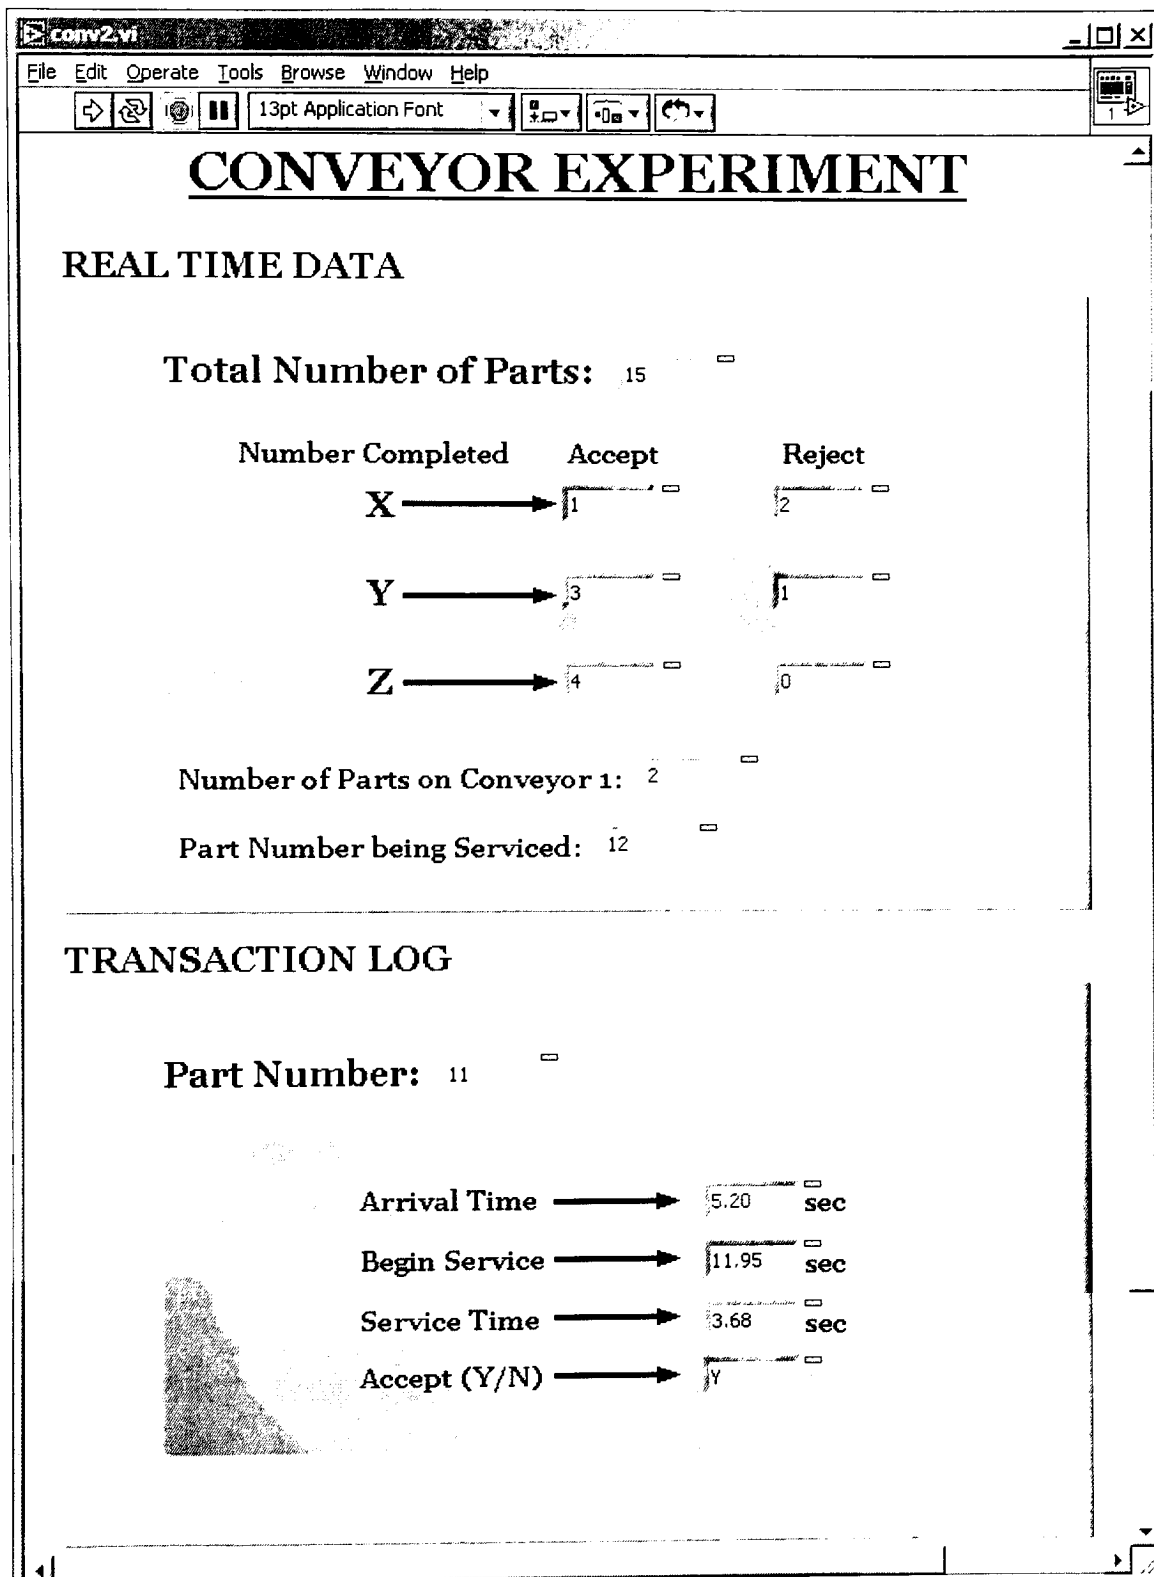 conv2.vi
File Edit Operate Tools Browse Window Help
13pt Application Font
1
CONVEYOR EXPERIMENT
REAL TIME DATA
Total Number of Parts: 15
Number Completed Accept Reject
X 1 2
Y 3 1
Z 4 0
Number of Parts on Conveyor 1: 2
Part Number being Serviced: 12
TRANSACTION LOG
Part Number: 11
Arrival Time 5.20 sec
Begin Service 11.95 sec
Service Time 3.68 sec
Accept (Y/N) Y